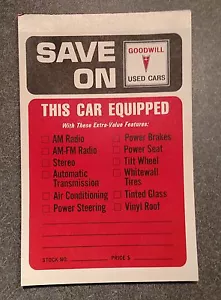 SAVE
ON
GOODWILL
USED CARS
THIS CAR EQUIPPED
With These Extra-Value Features:
AM Radio
AM-FM Radio
Stereo
Automatic
Transmission
Air Conditioning
Power Steering
Power Brakes
Power Seat
Tilt Wheel
Whitewall
Tires
Tinted Glass
Vinyl Roof
STOCK NO.
PRICE $